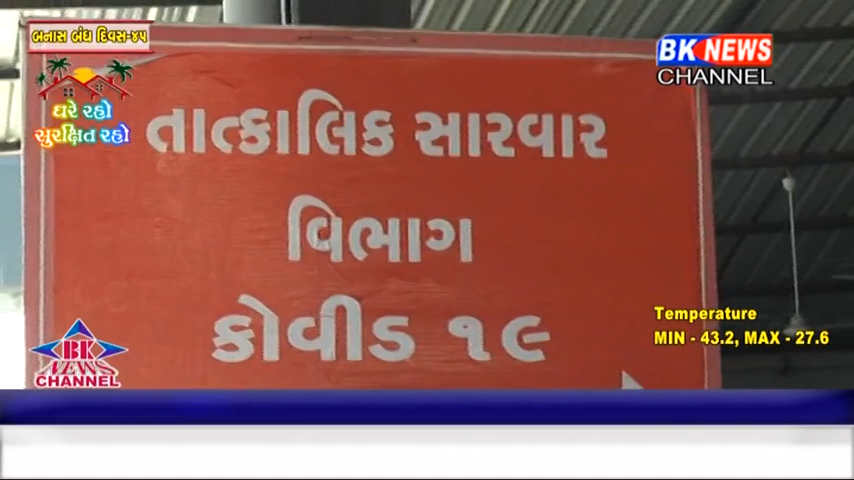 બનાસ બંધ દિવસ-૪૫
ઘરે રહો
સુરક્ષિત રહો
BK NEWS
CHANNEL
તાત્કાલિક સારવાર
વિભાગ
કોવીડ ૧૯
Temperature
MIN - 43.2, MAX - 27.6
BK
NEWS
CHANNEL